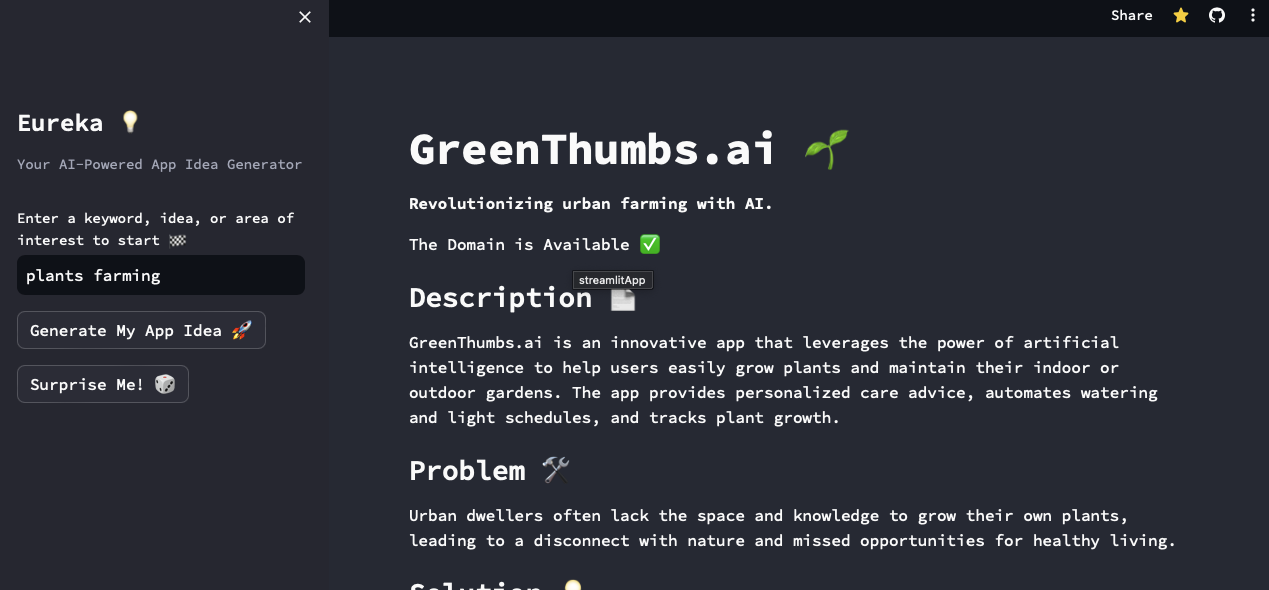 Share
Eureka 💡
Your AI-Powered App Idea Generator
Enter a keyword, idea, or area of
interest to start 🏁
plants farming
Generate My App Idea 🚀
Surprise Me! 🎲
GreenThumbs.ai 🌱
Revolutionizing urban farming with AI.
The Domain is Available ✅
streamlitApp
Description 📄
GreenThumbs.ai is an innovative app that leverages the power of artificial
intelligence to help users easily grow plants and maintain their indoor or
outdoor gardens. The app provides personalized care advice, automates watering
and light schedules, and tracks plant growth.
Problem 🛠️
Urban dwellers often lack the space and knowledge to grow their own plants,
leading to a disconnect with nature and missed opportunities for healthy living.
Solution 💡